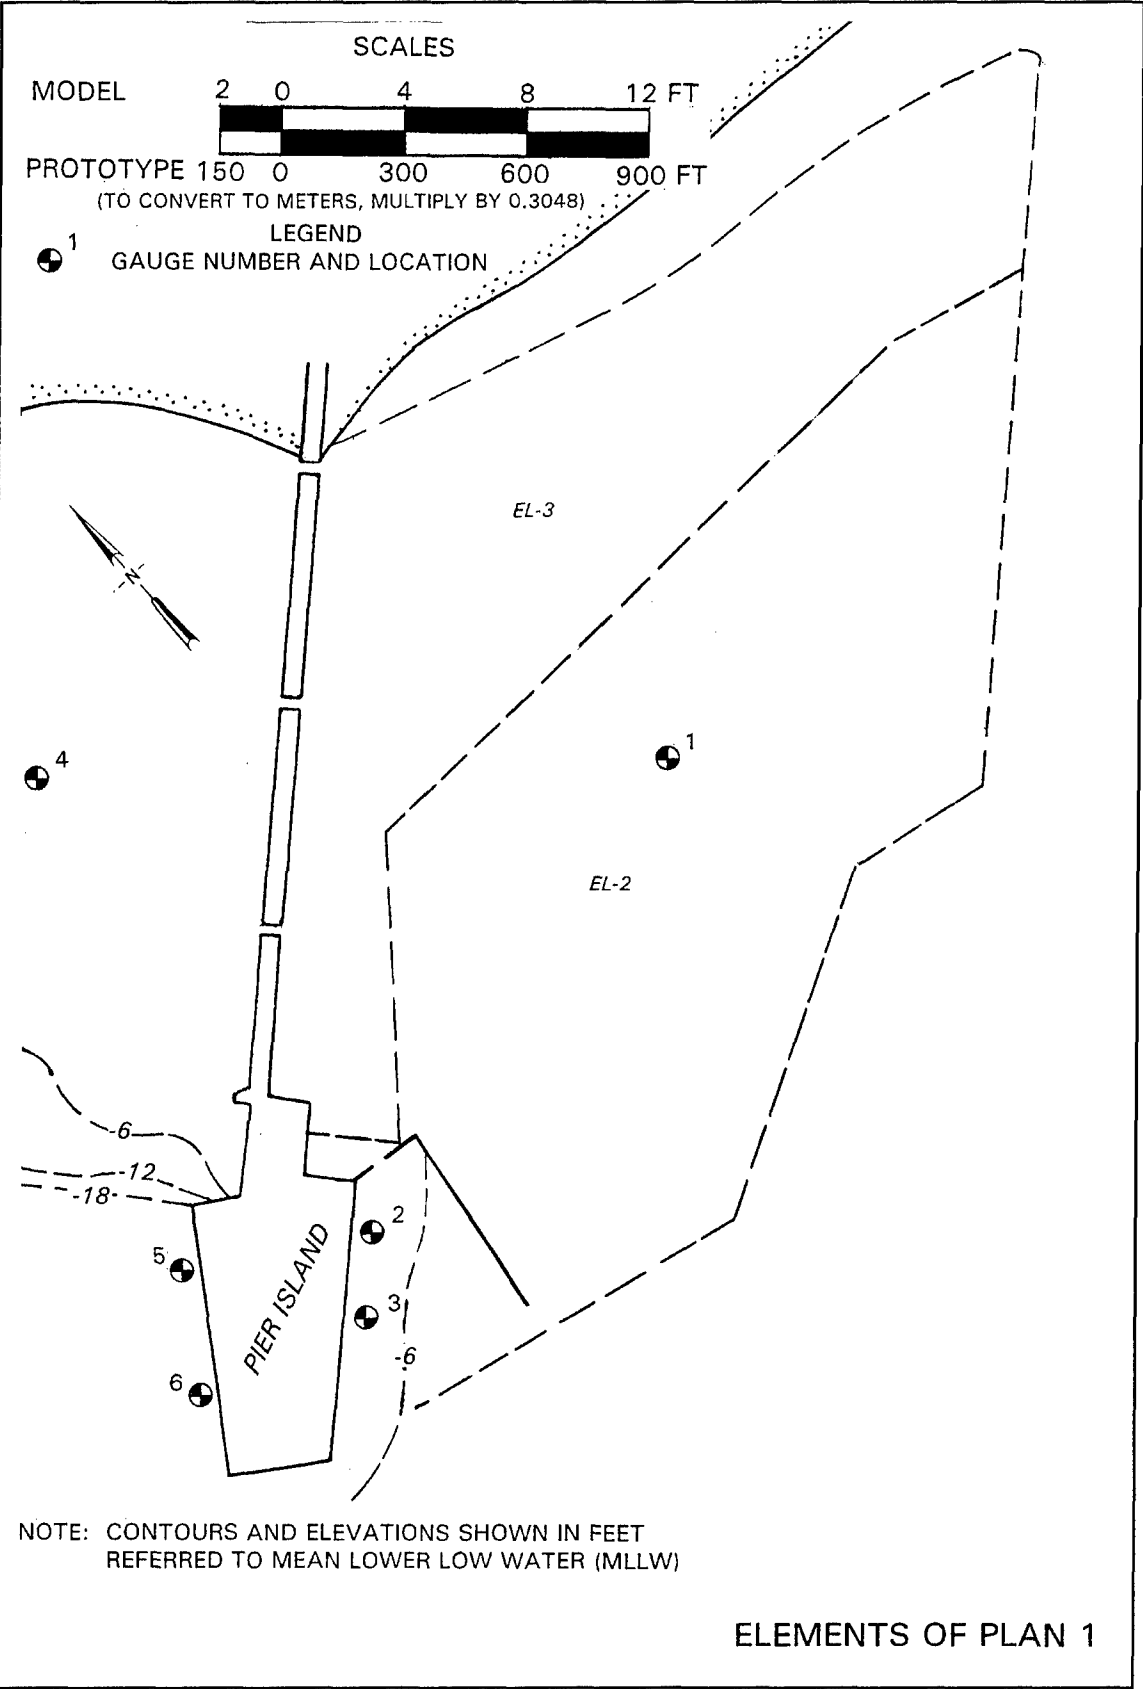 SCALES
MODEL 2 0 4 8 12 FT
PROTOTYPE 150 0 300 600 900 FT
(TO CONVERT TO METERS, MULTIPLY BY 0.3048)
LEGEND
1 GAUGE NUMBER AND LOCATION
EL-3
N
4
1
EL-2
-6
-12
-18
2
5
3
PIER ISLAND
-6
6
NOTE: CONTOURS AND ELEVATIONS SHOWN IN FEET
REFERRED TO MEAN LOWER LOW WATER (MLLW)
ELEMENTS OF PLAN 1